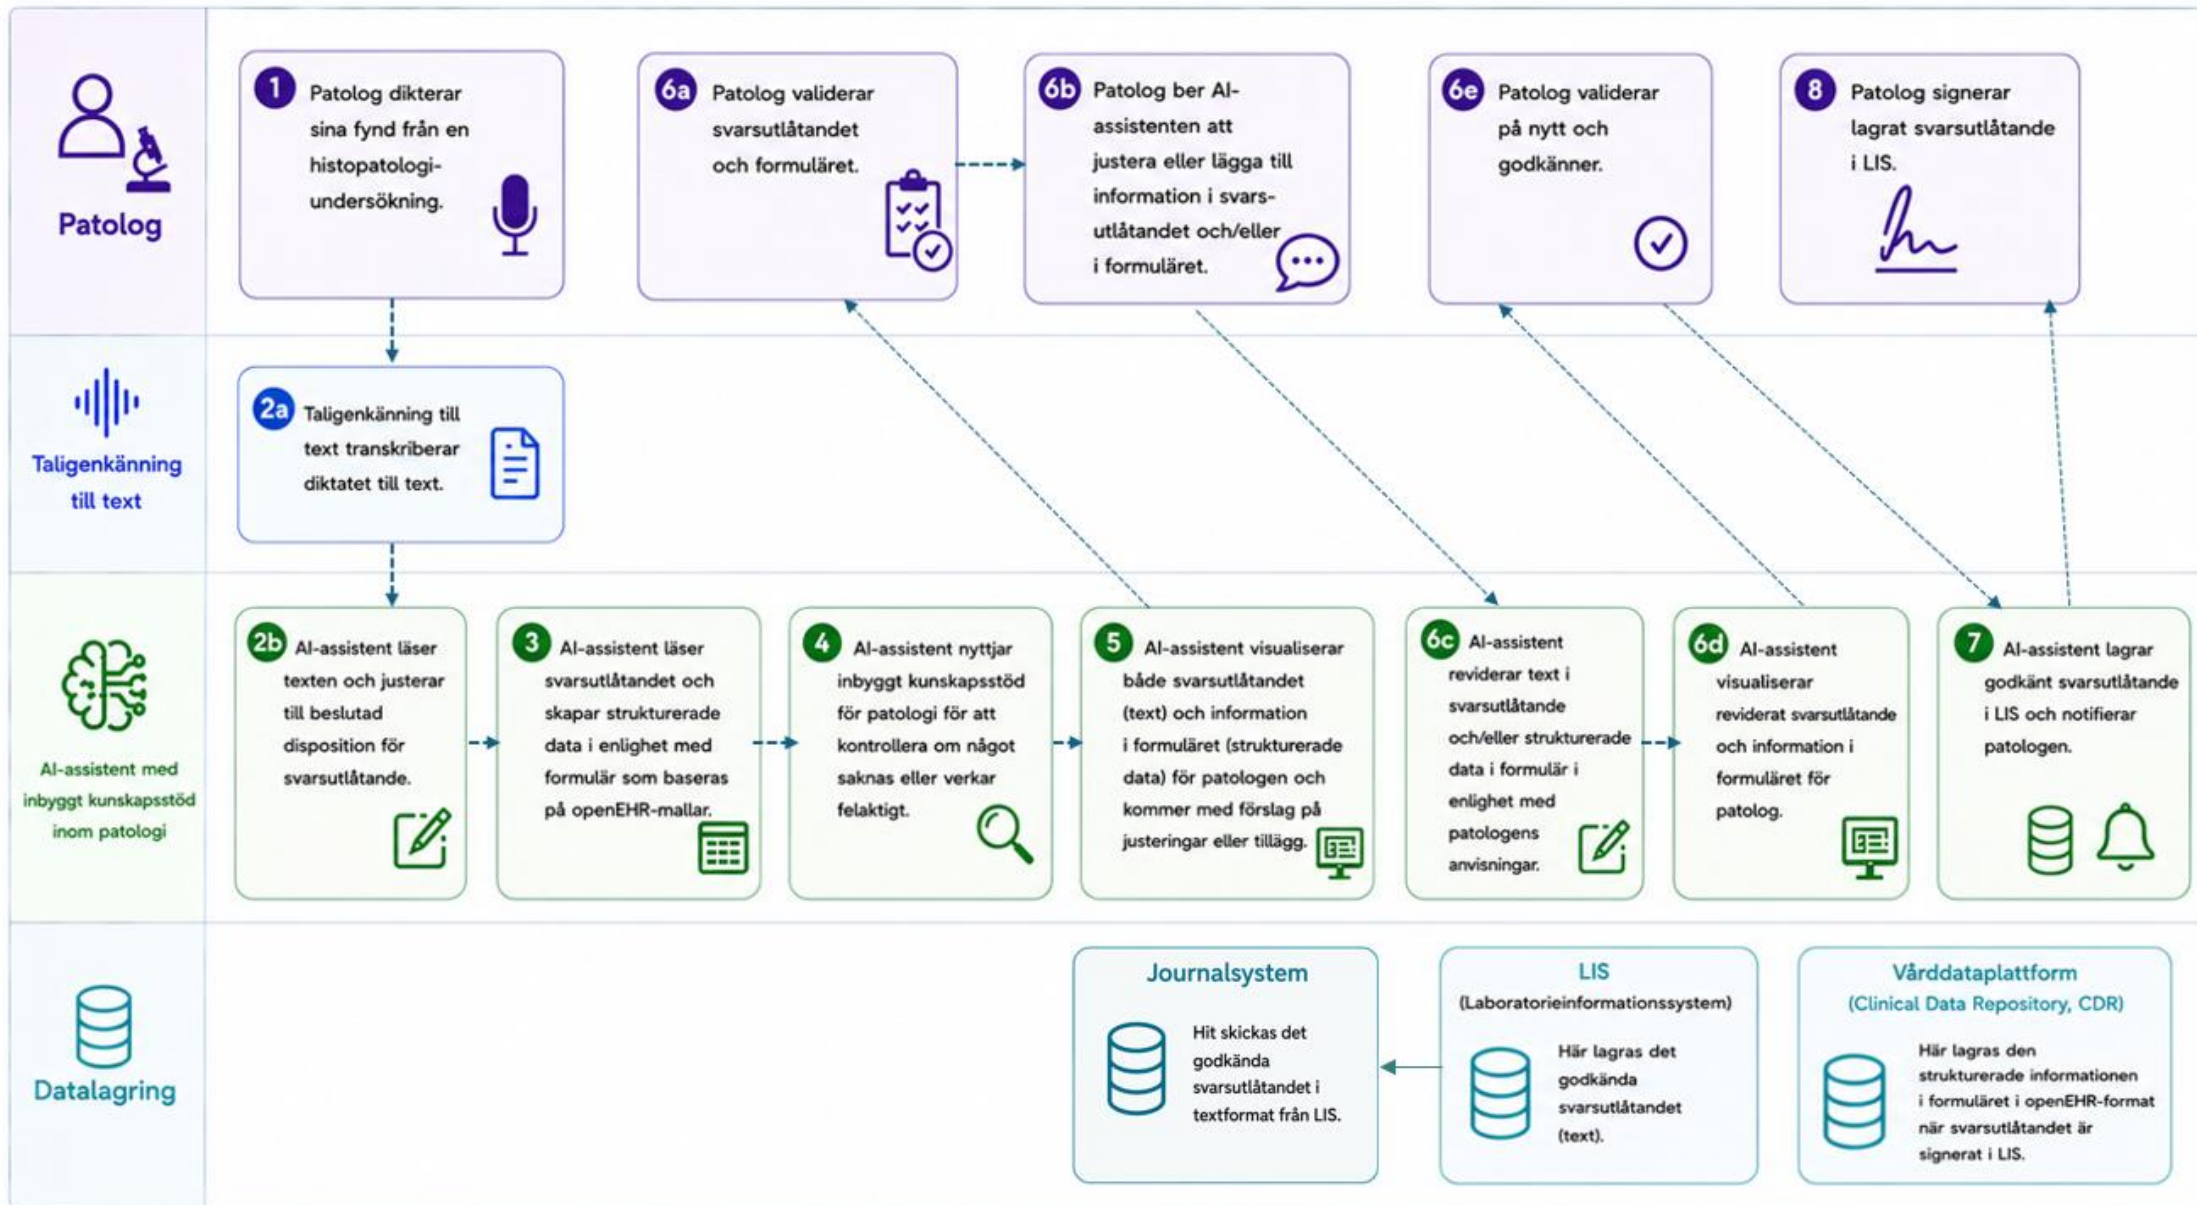 Patolog
1
Patolog dikterar
sina fynd från en
histopatologi-
undersökning.
6a
Patolog validerar
svarsutlåtandet
och formuläret.
6b
Patolog ber AI-
assistenten att
justera eller lägga till
information i svars-
utlåtandet och/eller
i formuläret.
6e
Patolog validerar
på nytt och
godkänner.
8
Patolog signerar
lagrat svarsutlåtande
i LIS.
Taligenkänning
till text
2a
Taligenkänning till
text transkriberar
diktatet till text.
AI-assistent med
inbyggt kunskapsstöd
inom patologi
2b
AI-assistent läser
texten och justerar
till beslutad
disposition för
svarsutlåtande.
3
AI-assistent läser
svarsutlåtandet och
skapar strukturerade
data i enlighet med
formulär som baseras
på openEHR-mallar.
4
AI-assistent nyttjar
inbyggt kunskapsstöd
för patologi för att
kontrollera om något
saknas eller verkar
felaktigt.
5
AI-assistent visualiserar
både svarsutlåtandet
(text) och information
i formuläret (strukturerade
data) för patologen och
kommer med förslag på
justeringar eller tillägg.
6c
AI-assistent
reviderar text i
svarsutlåtande
och/eller strukturerade
data i formulär i
enlighet med
patologens
anvisningar.
6d
AI-assistent
visualiserar
reviderat svarsutlåtande
och information i
formuläret för
patolog.
7
AI-assistent lagrar
godkänt svarsutlåtande
i LIS och notifierar
patologen.
Datalagring
Journalsystem
Hit skickas det
godkända
svarsutlåtandet i
textformat från LIS.
LIS
(Laboratorieinformationssystem)
Här lagras det
godkända
svarsutlåtandet
(text).
Vårddataplattform
(Clinical Data Repository, CDR)
Här lagras den
strukturerade informationen
i formuläret i openEHR-format
när svarsutlåtandet är
signerat i LIS.